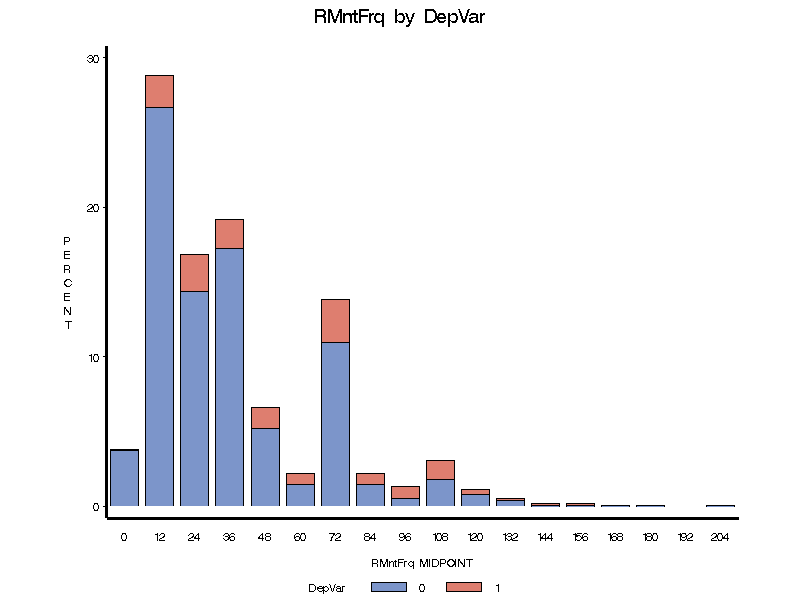 RMntFrq by DepVar
30
20
10
0
P
E
R
C
E
N
T
0 12 24 36 48 60 72 84 96 108 120 132 144 156 168 180 192 204
RMntFrq MIDPOINT
DepVar 0 1